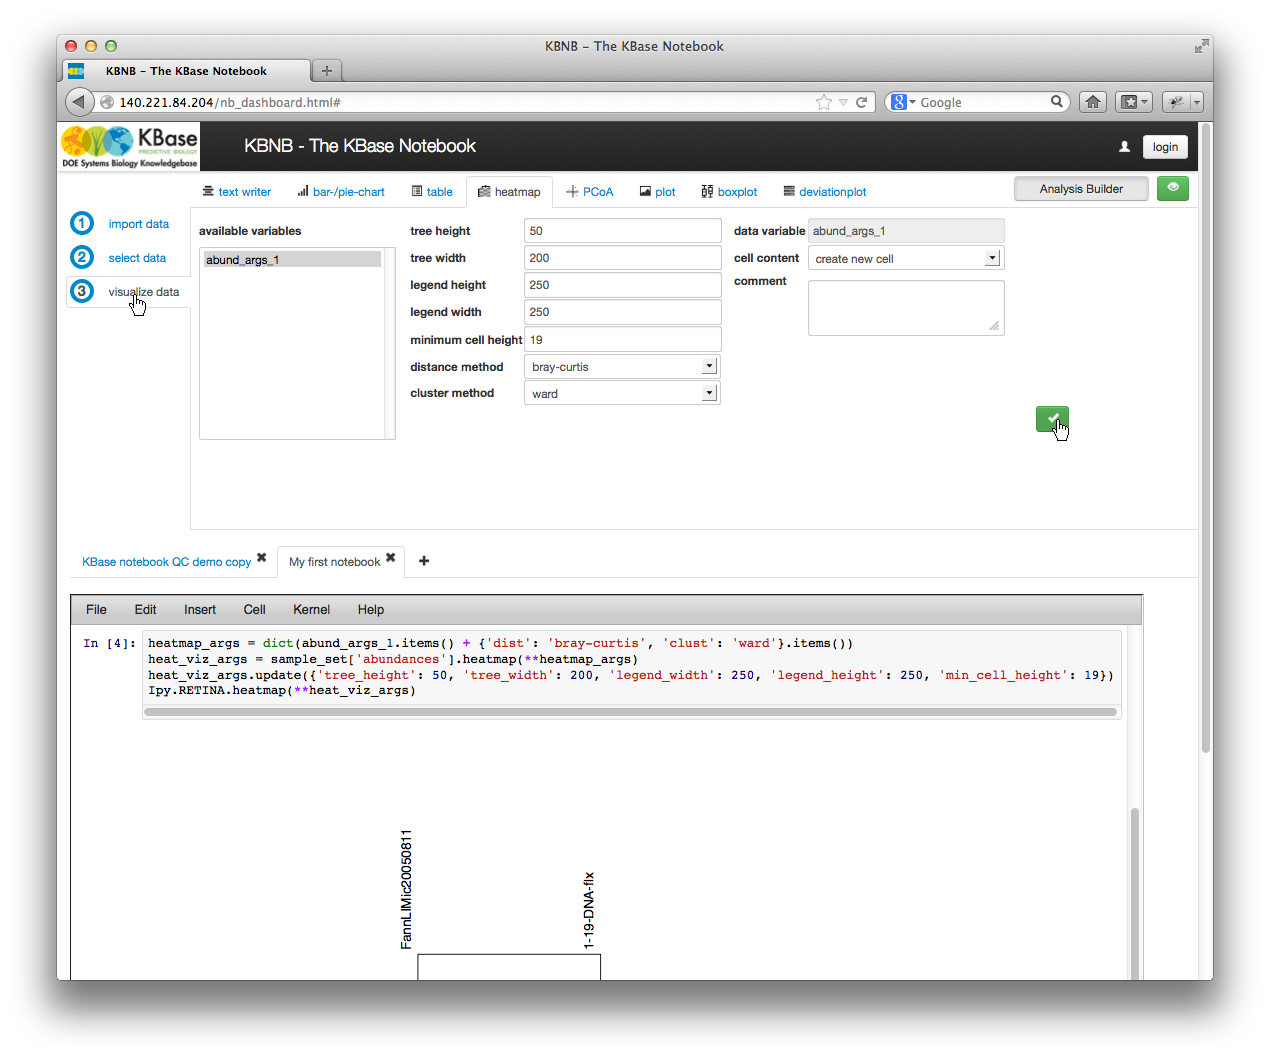 KBNB - The KBase Notebook
KBNB - The KBase Notebook
140.221.84.204/nb_dashboard.html#
Google
KBase
PREDICTIVE BIOLOGY
DOE Systems Biology Knowledgebase
KBNB - The KBase Notebook
login
text writer
bar-/pie-chart
table
heatmap
PCoA
plot
boxplot
deviationplot
Analysis Builder
1 import data
2 select data
3 visualize data
available variables
abund_args_1
tree height 50
tree width 200
legend height 250
legend width 250
minimum cell height 19
distance method bray-curtis
cluster method ward
data variable abund_args_1
cell content create new cell
comment
KBase notebook QC demo copy
My first notebook
File Edit Insert Cell Kernel Help
In [4]: heatmap_args = dict(abund_args_1.items() + {'dist': 'bray-curtis', 'clust': 'ward'}.items())
heat_viz_args = sample_set['abundances'].heatmap(**heatmap_args)
heat_viz_args.update({'tree_height': 50, 'tree_width': 200, 'legend_width': 250, 'legend_height': 250, 'min_cell_height': 19})
Ipy.RETINA.heatmap(**heat_viz_args)
FannLIMic20050811
1-19-DNA-flx